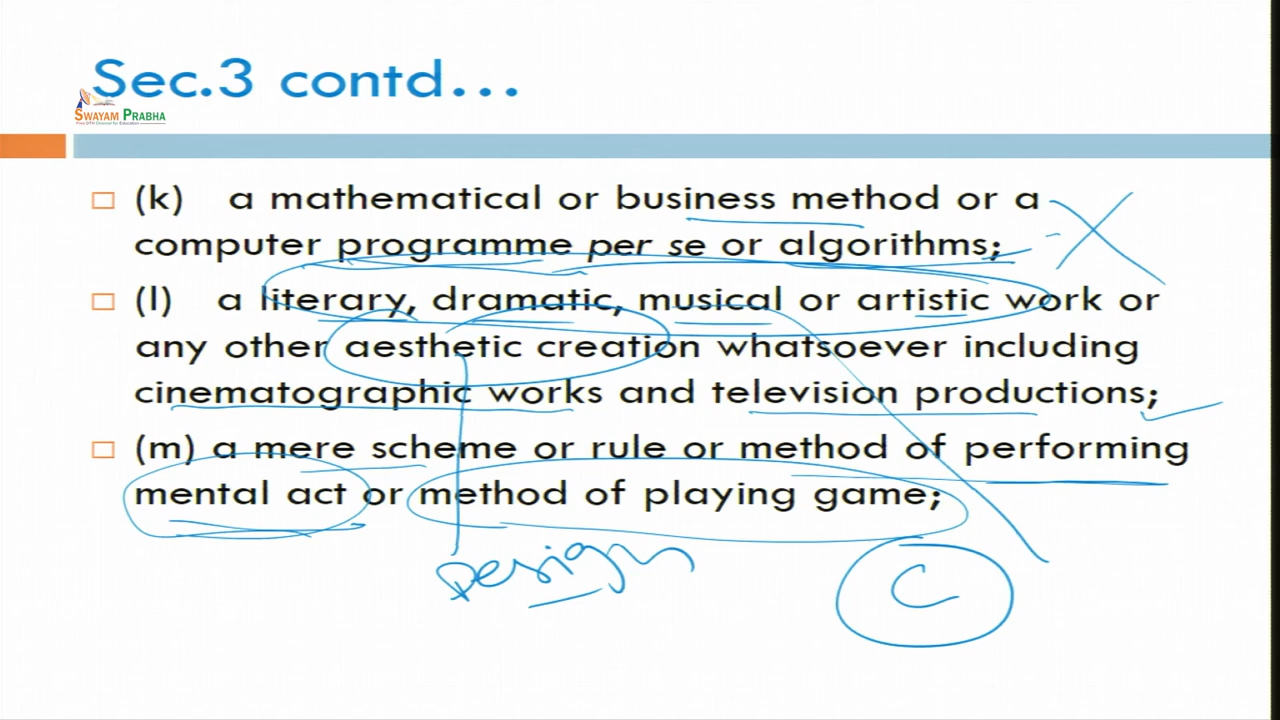 Sec.3 contd...
SWAYAM PRABHA
(k) a mathematical or business method or a
computer programme per se or algorithms;
(l) a literary, dramatic, musical or artistic work or
any other aesthetic creation whatsoever including
cinematographic works and television productions;
(m) a mere scheme or rule or method of performing
mental act or method of playing game;
Design
C